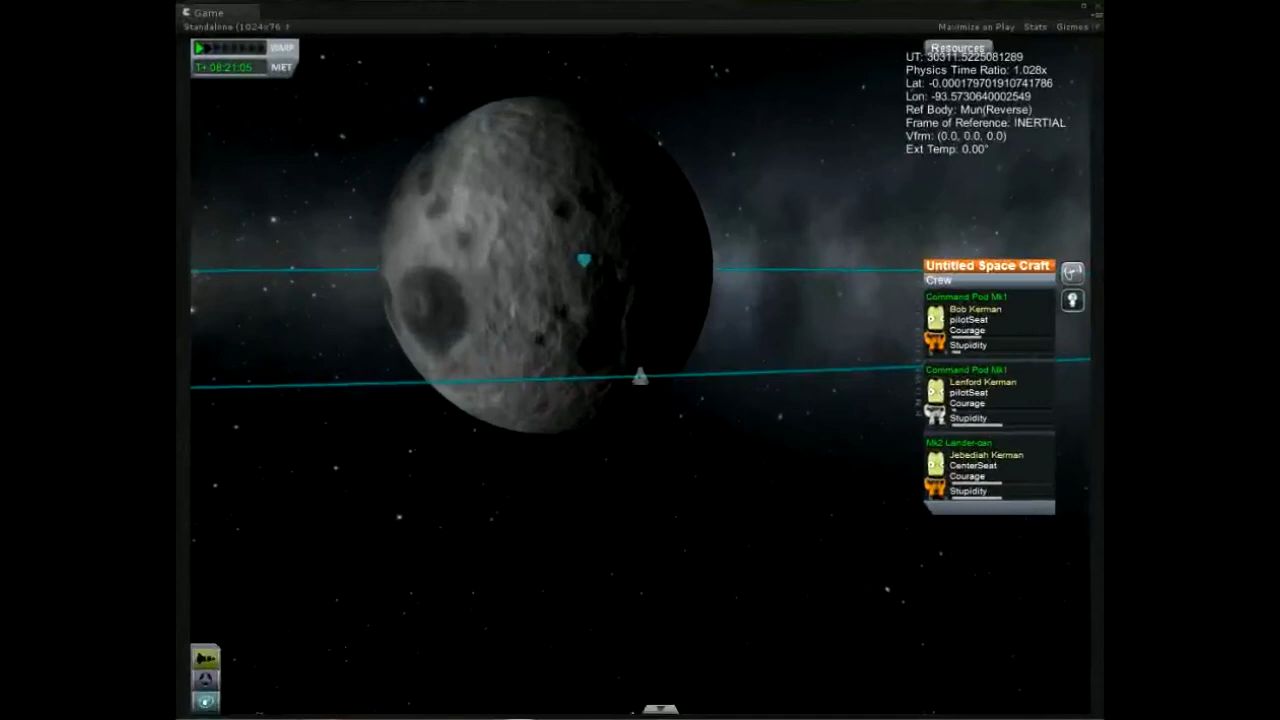 Game
Standalone (1024x76
Maximize on Play Stats Gizmos
WARP
T+ 08:21:05 MET
Resources
UT: 30311.5225081289
Physics Time Ratio: 1.028x
Lat: -0.000179701910741786
Lon: -93.5730640002549
Ref Body: Mun(Reverse)
Frame of Reference: INERTIAL
Vfrm: (0.0, 0.0, 0.0)
Ext Temp: 0.00°
Untitled Space Craft
Crew
Command Pod Mk1
Bob Kerman
pilotSeat
Courage
Stupidity
Command Pod Mk1
Lenford Kerman
pilotSeat
Courage
Stupidity
Mk2 Lander-can
Jebediah Kerman
CenterSeat
Courage
Stupidity